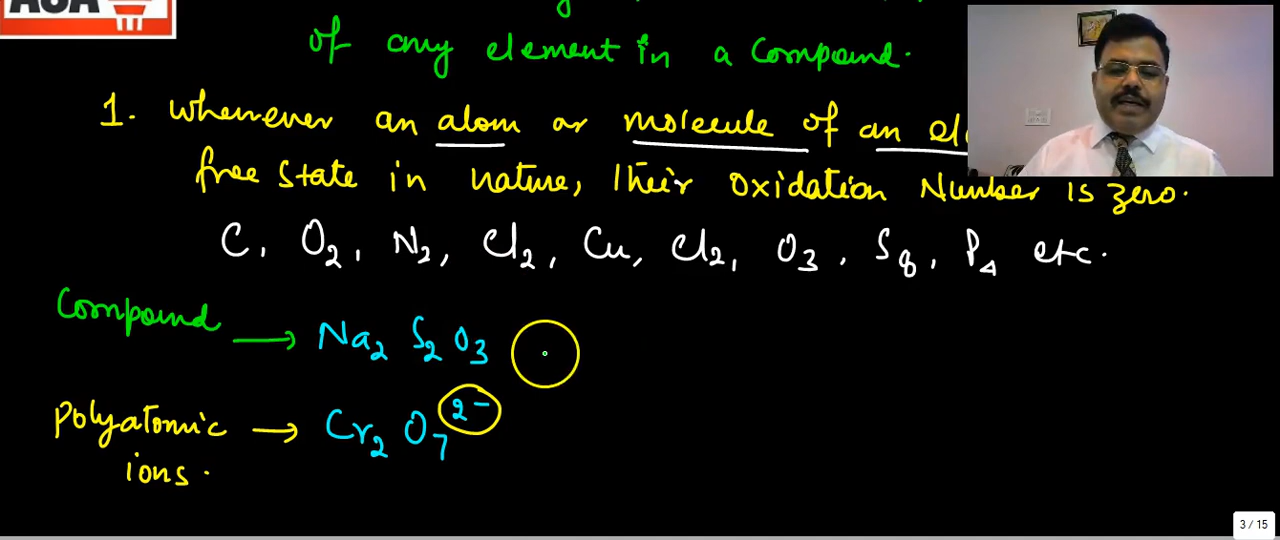 of any element in a Compound.
1. Whenever an atom or molecule of an
free state in nature, Their Oxidation Number is zero.
C, O2, N2, Cl2, Cu, Cl2, O3, S8, P4 etc.
Compound → Na2 S2 O3
Polyatomic → Cr2 O7 2-
ions.
3 / 15